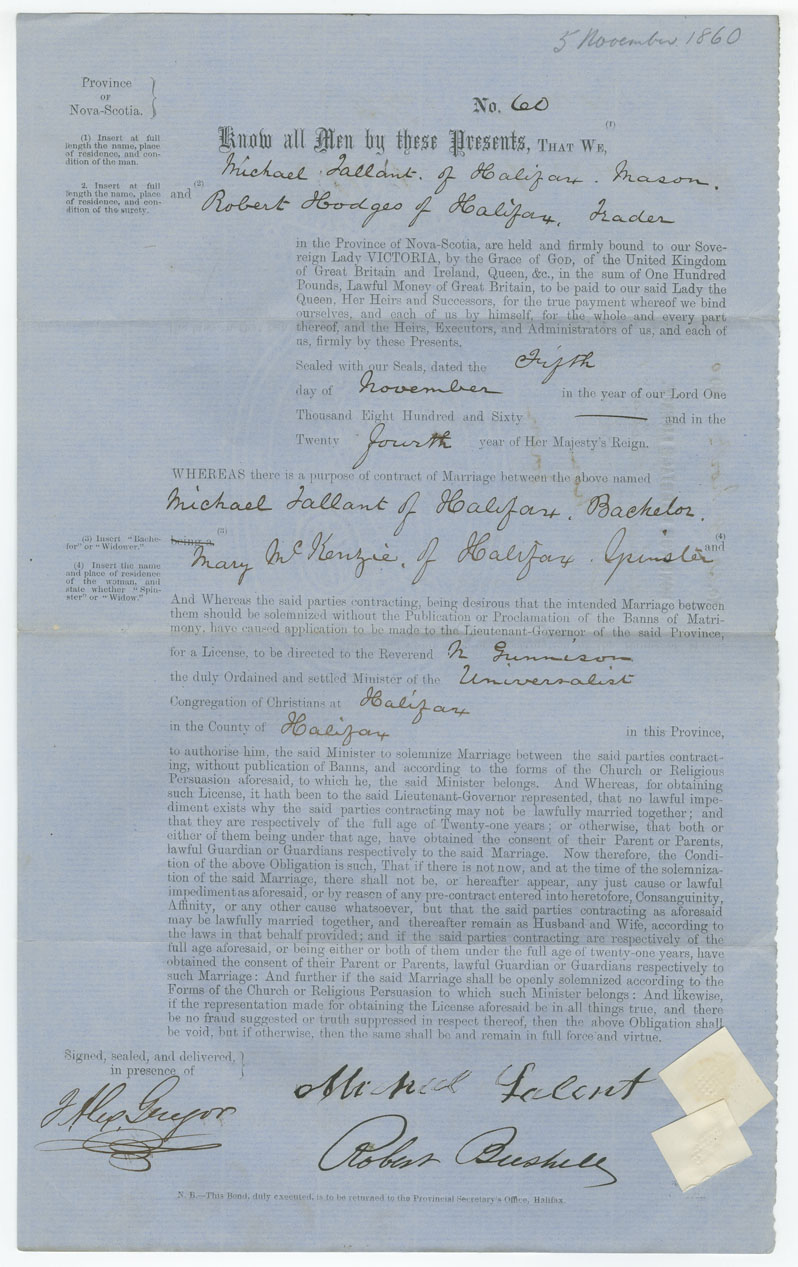 5 November 1860
Province
OF
Nova-Scotia.
No. 60
(1) Insert at full
length the name, place
of residence, and con-
dition of the man.
Know all Men by these Presents, THAT WE, (1)
Michael Tallant. of Halifax. Mason.
2. Insert at full
length the name, place
of residence, and con-
dition of the surety.
and (2) Robert Hodges of Halifax, Trader
in the Province of Nova-Scotia, are held and firmly bound to our Sove-
reign Lady VICTORIA, by the Grace of GOD, of the United Kingdom
of Great Britain and Ireland, Queen, &c., in the sum of One Hundred
Pounds, Lawful Money of Great Britain, to be paid to our said Lady the
Queen, Her Heirs and Successors, for the true payment whereof we bind
ourselves, and each of us by himself, for the whole and every part
thereof, and the Heirs, Executors, and Administrators of us, and each of
us, firmly by these Presents.
Sealed with our Seals, dated the Fifth
day of November in the year of our Lord One
Thousand Eight Hundred and Sixty —— and in the
Twenty fourth year of Her Majesty's Reign.
WHEREAS there is a purpose of contract of Marriage between the above named
Michael Tallant of Halifax, Bachelor.
(3) Insert "Bache-
lor" or "Widower."
(4) Insert the name
and place of residence
of the woman, and
state whether "Spin-
ster" or "Widow."
being a (3) and (4)
Mary McKenzie, of Halifax Spinster
And Whereas the said parties contracting, being desirous that the intended Marriage between
them should be solemnized without the Publication or Proclamation of the Banns of Matri-
mony, have caused application to be made to the Lieutenant-Governor of the said Province,
for a License, to be directed to the Reverend N Gunnison
the duly Ordained and settled Minister of the Universalist
Congregation of Christians at Halifax
in the County of Halifax in this Province,
to authorise him, the said Minister to solemnize Marriage between the said parties contract-
ing, without publication of Banns, and according to the forms of the Church or Religious
Persuasion aforesaid, to which he, the said Minister belongs. And Whereas, for obtaining
such License, it hath been to the said Lieutenant-Governor represented, that no lawful impe-
diment exists why the said parties contracting may not be lawfully married together; and
that they are respectively of the full age of Twenty-one years; or otherwise, that both or
either of them being under that age, have obtained the consent of their Parent or Parents,
lawful Guardian or Guardians respectively to the said Marriage. Now therefore, the Condi-
tion of the above Obligation is such, That if there is not now, and at the time of the solemniza-
tion of the said Marriage, there shall not be, or hereafter appear, any just cause or lawful
impediment as aforesaid, or by reason of any pre-contract entered into heretofore, Consanguinity,
Affinity, or any other cause whatsoever, but that the said parties contracting as aforesaid
may be lawfully married together, and thereafter remain as Husband and Wife, according to
the laws in that behalf provided; and if the said parties contracting are respectively of the
full age aforesaid, or being either or both of them under the full age of twenty-one years, have
obtained the consent of their Parent or Parents, lawful Guardian or Guardians respectively to
such Marriage: And further if the said Marriage shall be openly solemnized according to the
Forms of the Church or Religious Persuasion to which such Minister belongs: And likewise,
if the representation made for obtaining the License aforesaid be in all things true, and there
be no fraud suggested or truth suppressed in respect thereof, then the above Obligation shall
be void, but if otherwise, then the same shall be and remain in full force and virtue.
Signed, sealed, and delivered,
in presence of
Michael Talent
Robert Bushell
N. B.—This Bond, duly executed, is to be returned to the Provincial Secretary's Office, Halifax.